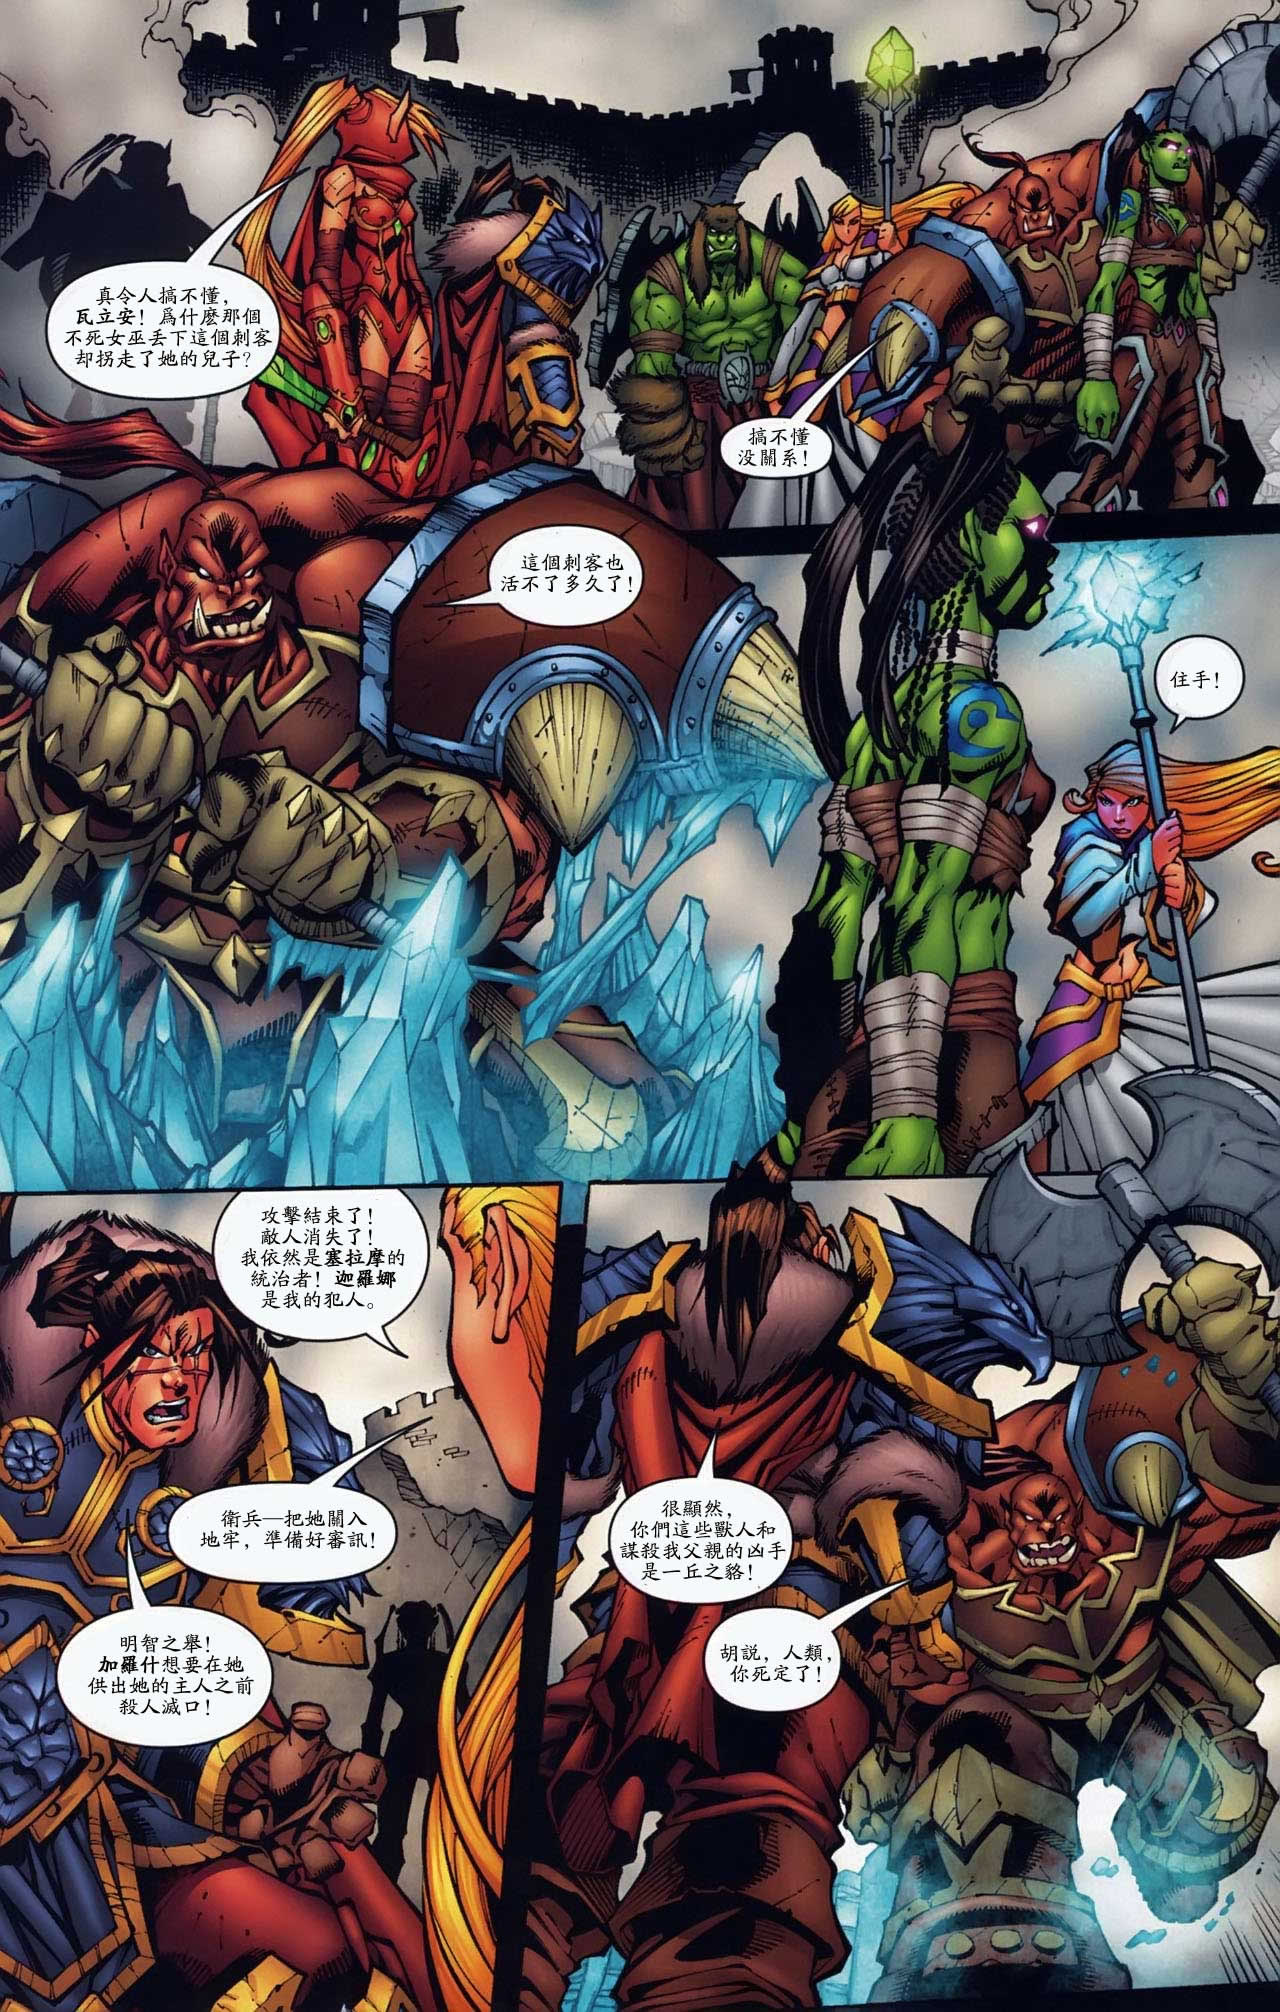 真令人搞不懂，
瓦立安！爲什麽那個
不死女巫丟下這個刺客
却拐走了她的兒子？
搞不懂
没關系！
這個刺客也
活不了多久了！
住手！
攻擊結束了！
敵人消失了！
我依然是塞拉摩的
統治者！迦羅娜
是我的犯人。
衛兵—把她關入
地牢，準備好審訊！
明智之舉！
加羅什想要在她
供出她的主人之前
殺人滅口！
很顯然，
你們這些獸人和
謀殺我父親的凶手
是一丘之貉！
胡説，人類，
你死定了！